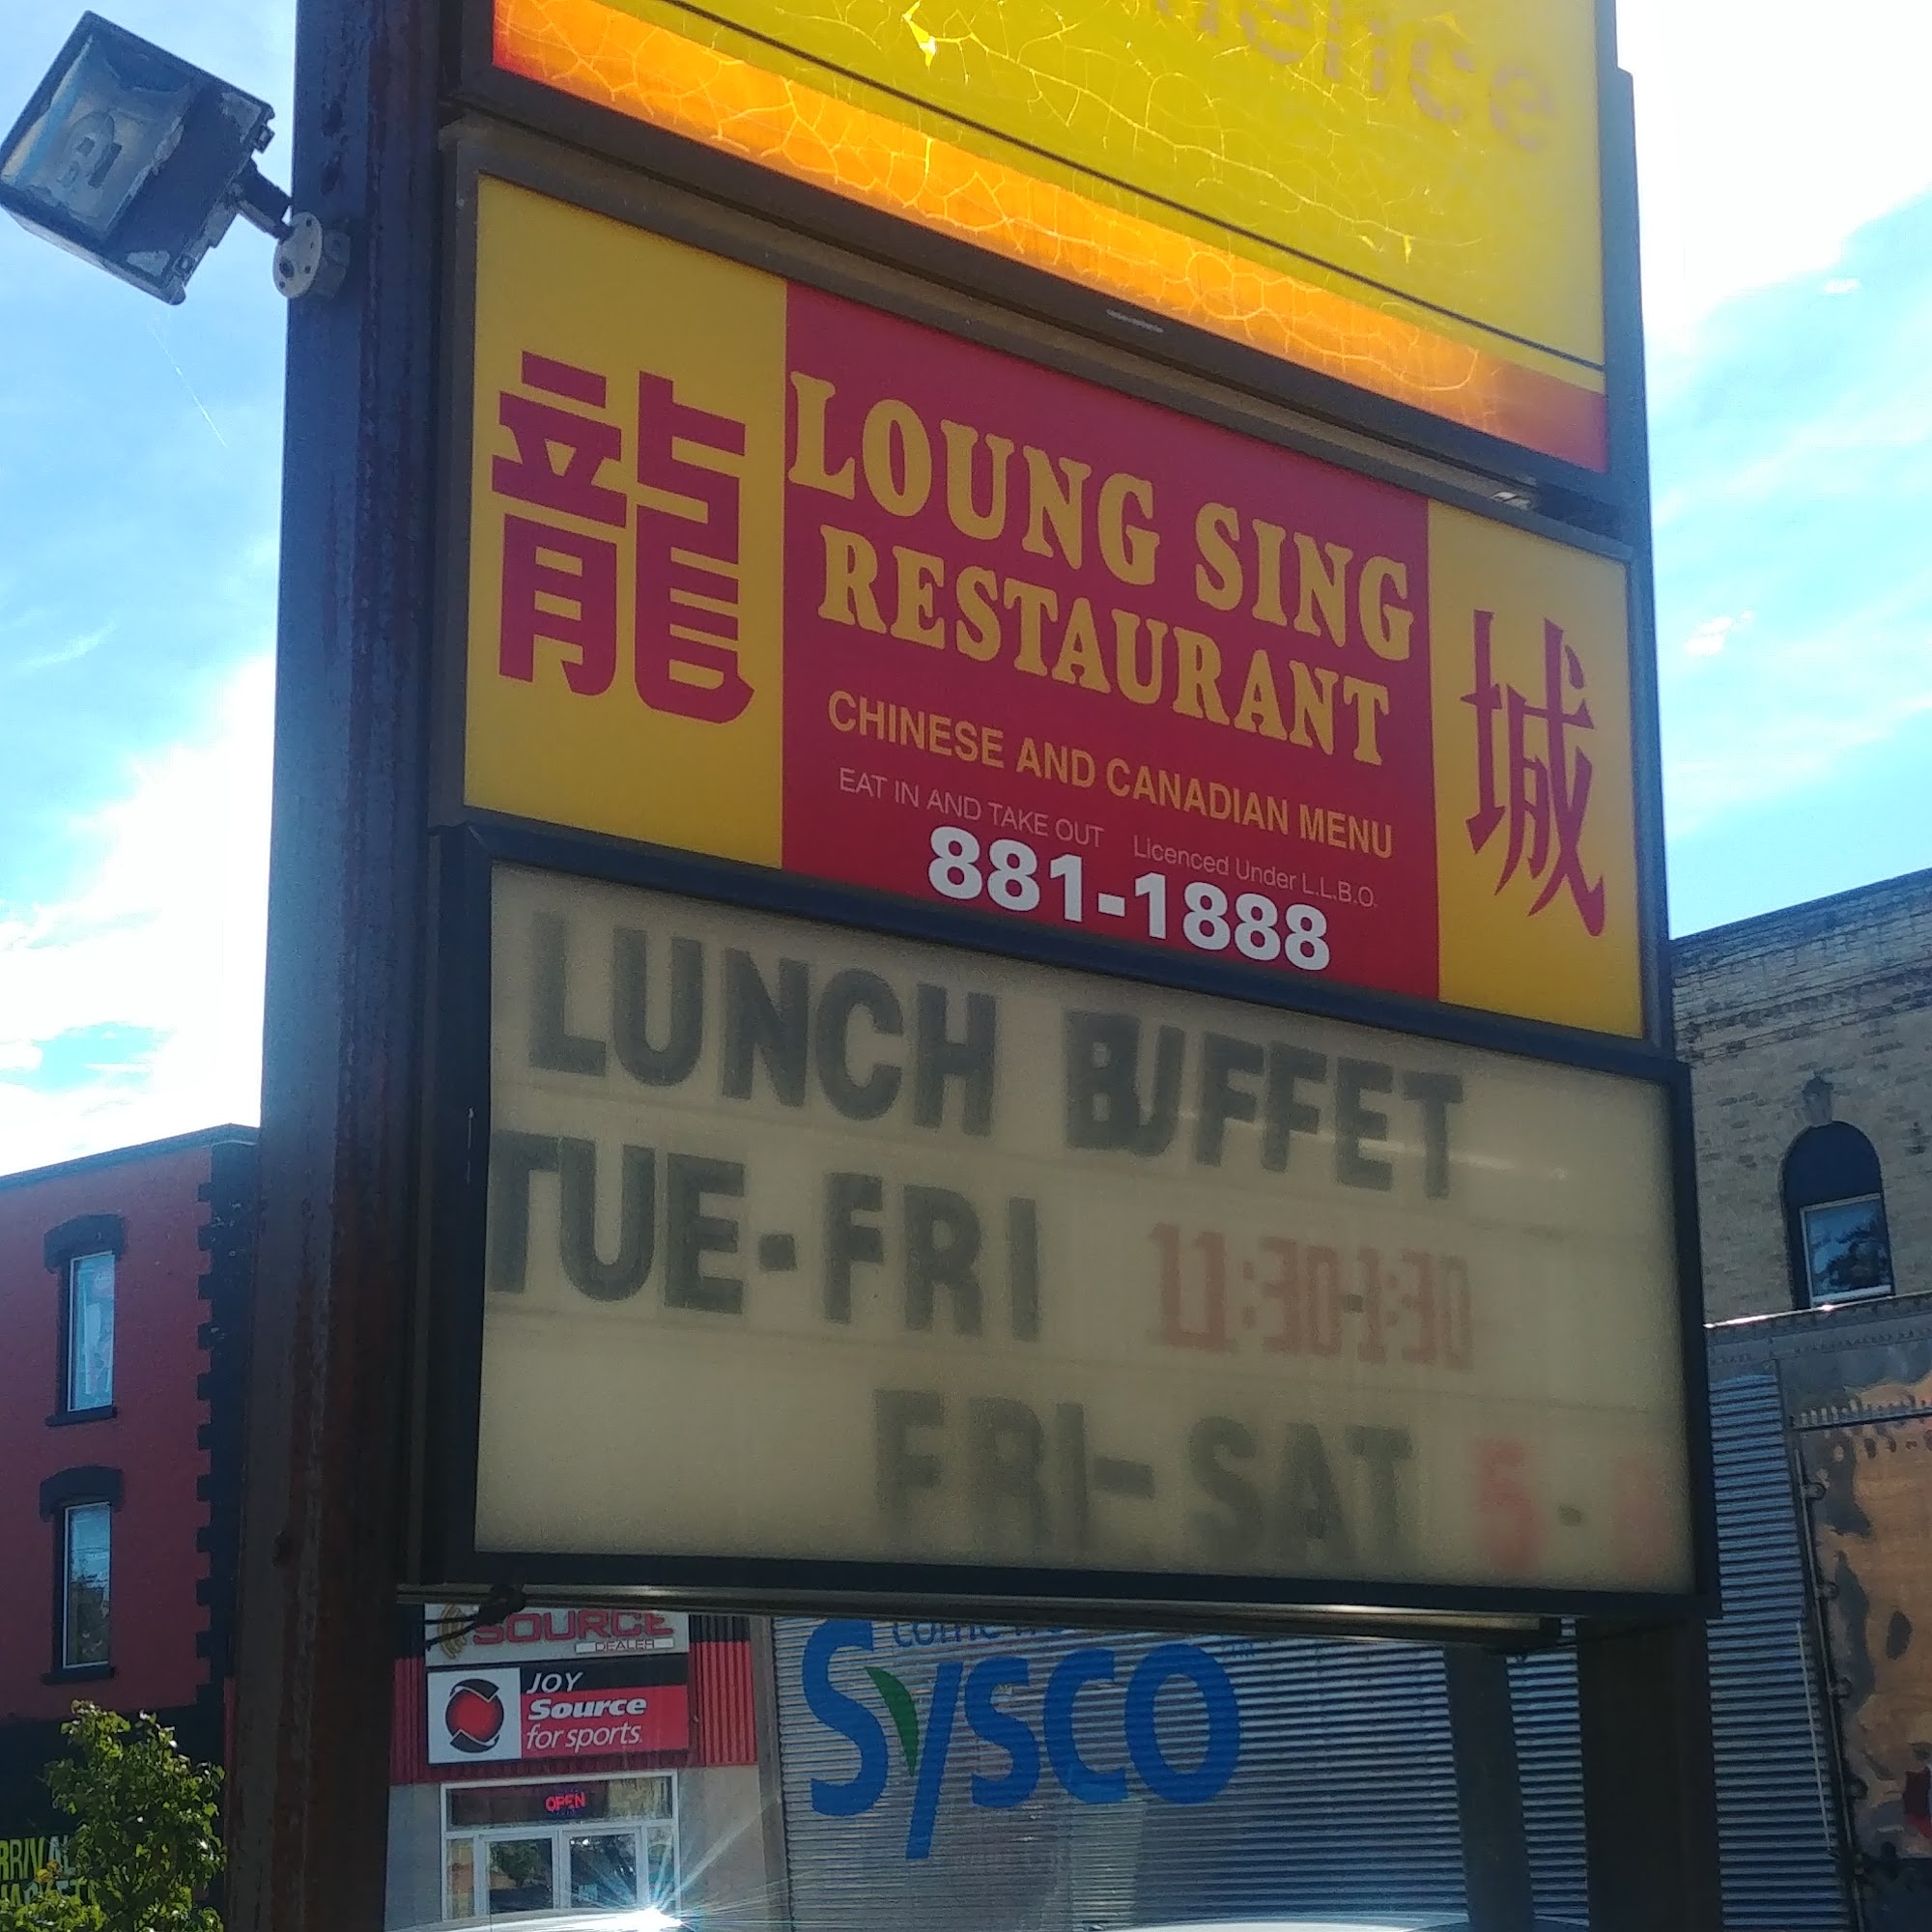 龍
LOUNG SING
RESTAURANT
城
CHINESE AND CANADIAN MENU
EAT IN AND TAKE OUT Licenced Under L.L.B.O.
881-1888
LUNCH BUFFET
TUE-FRI 11:30-1:30
FRI-SAT 5 -
SOURCE
DEALER
JOY
Source
for sports
OPEN
Sysco